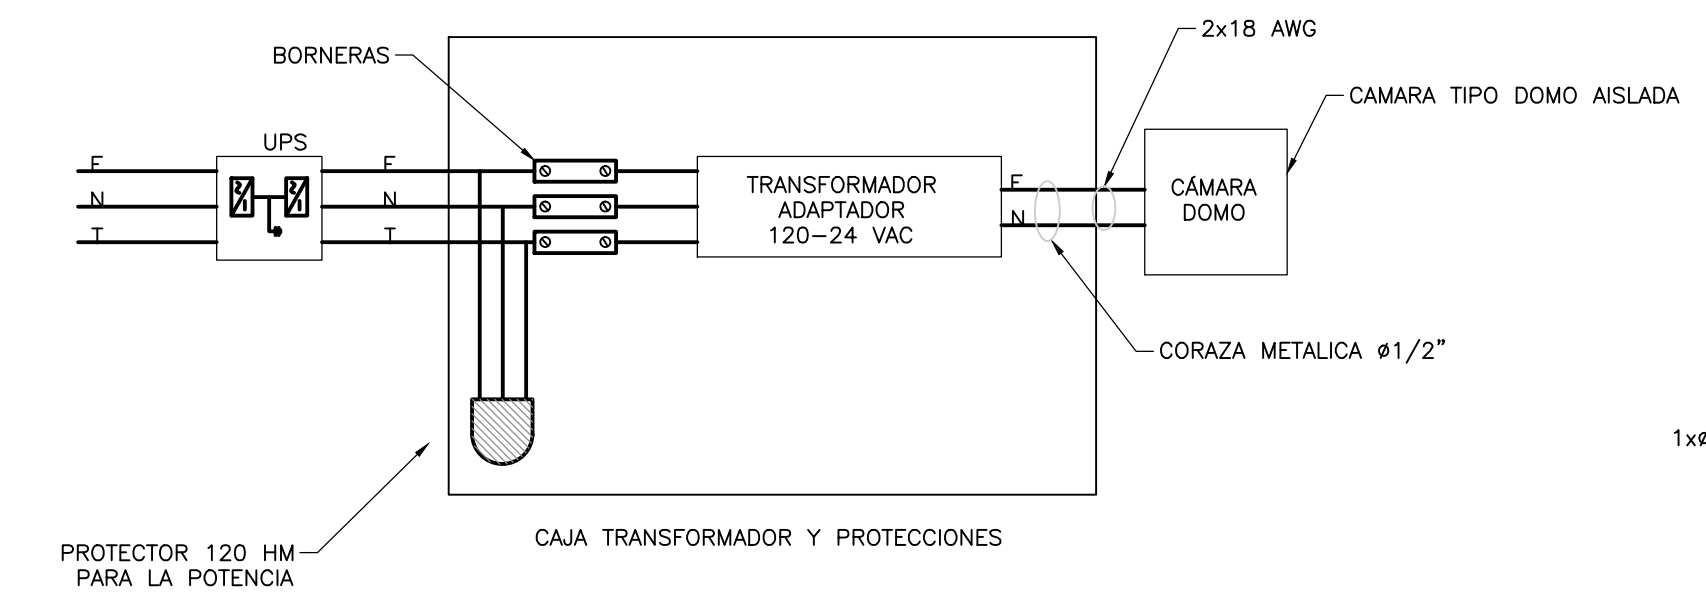 2x18 AWG
BORNERAS
CAMARA TIPO DOMO AISLADA
UPS
F
F
N
N
T
T
TRANSFORMADOR
ADAPTADOR
120-24 VAC
F
N
CÁMARA
DOMO
CORAZA METALICA ø1/2”
1xø
CAJA TRANSFORMADOR Y PROTECCIONES
PROTECTOR 120 HM
PARA LA POTENCIA